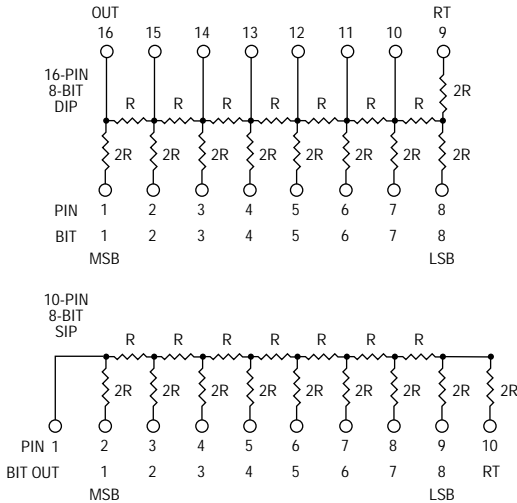 OUT RT
16 15 14 13 12 11 10 9
16-PIN
8-BIT
DIP
2R
R R R R R R R
2R 2R 2R 2R 2R 2R 2R 2R
PIN 1 2 3 4 5 6 7 8
BIT 1 2 3 4 5 6 7 8
MSB LSB
10-PIN
8-BIT
SIP
R R R R R R R
2R 2R 2R 2R 2R 2R 2R 2R 2R
PIN 1 2 3 4 5 6 7 8 9 10
BIT OUT 1 2 3 4 5 6 7 8 RT
MSB LSB